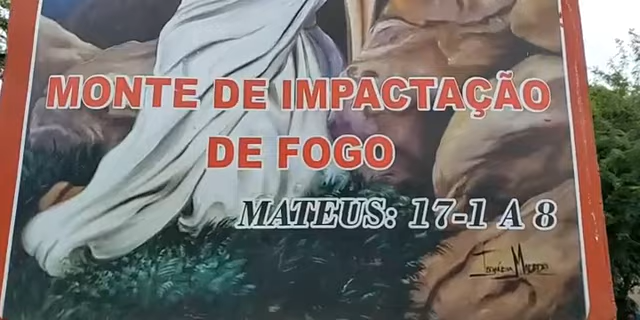 MONTE DE IMPACTAÇÃO
DE FOGO
MATEUS: 17-1 A 8